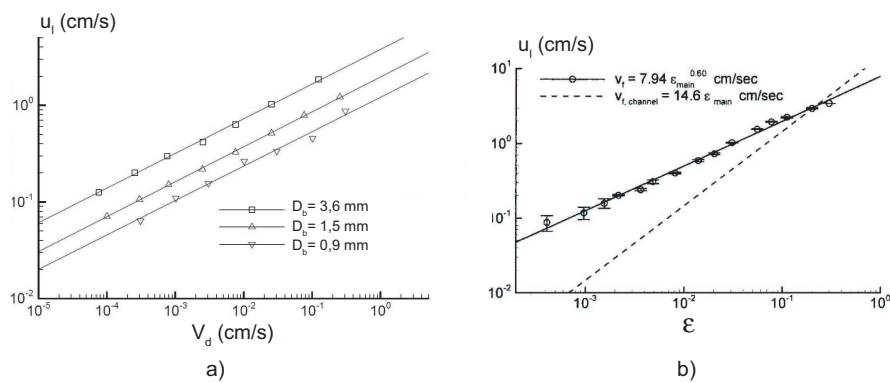 u_l (cm/s)
10^0
10^-1
10^-2
10^-5 10^-4 10^-3 10^-2 10^-1 10^0
V_d (cm/s)
D_b = 3,6 mm
D_b = 1,5 mm
D_b = 0,9 mm
a)
u_l (cm/s)
10^1
10^0
10^-1
10^-2
10^-3 10^-2 10^-1 10^0
ε
v_f = 7.94 ε_main^0.60 cm/sec
v_f, channel = 14.6 ε_main cm/sec
b)